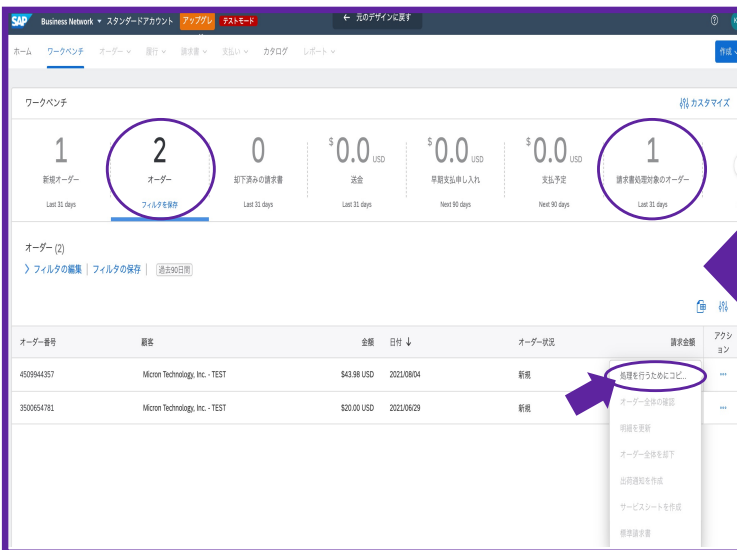 SAP Business Network ▾ スタンダードアカウント アップグレ テストモード ← 元のデザインに戻す
ホーム ワークベンチ オーダー 履行 請求書 支払い カタログ レポート 作成
ワークベンチ カスタマイズ
1 2 0 $0.0 USD $0.0 USD $0.0 USD 1
新規オーダー オーダー 却下済みの請求書 送金 早期支払申し入れ 支払予定 請求書処理対象のオーダー
Last 31 days フィルタを保存 Last 31 days Last 31 days Next 90 days Next 90 days Last 31 days
オーダー (2)
フィルタの編集 | フィルタの保存 | 過去90日間
オーダー番号 顧客 金額 日付 ↓ オーダー状況 請求金額 アクシ
ョン
4509944357 Micron Technology, Inc. - TEST $43.98 USD 2021/08/04 新規 処理を行うためにコピ... •••
オーダー全体の確認
3500654781 Micron Technology, Inc. - TEST $20.00 USD 2021/06/29 新規 •••
明細を更新
オーダー全体を却下
出荷通知を作成
サービスシートを作成
標準請求書